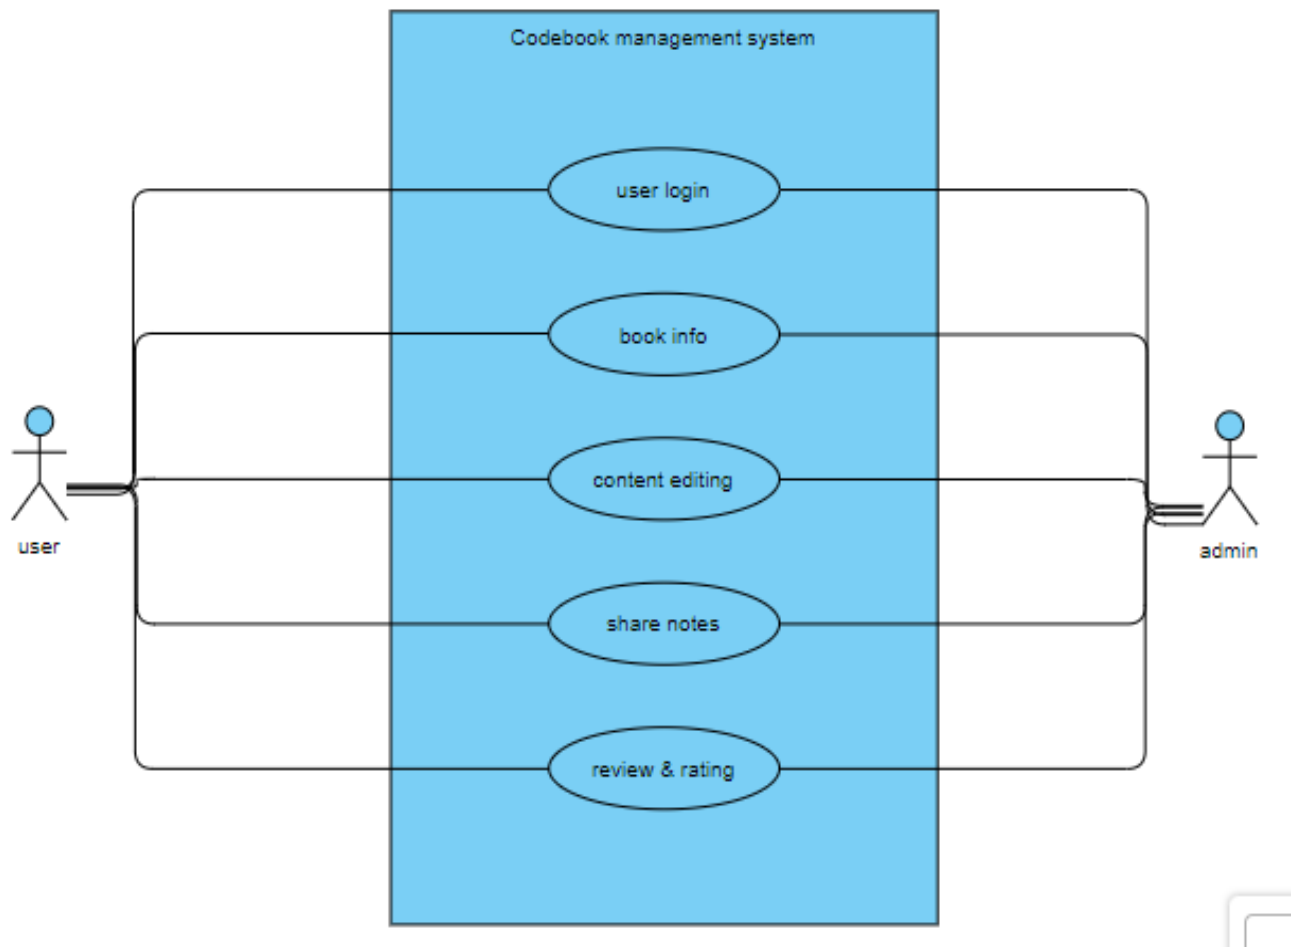 Codebook management system
user login
book info
content editing
user
admin
share notes
review & rating